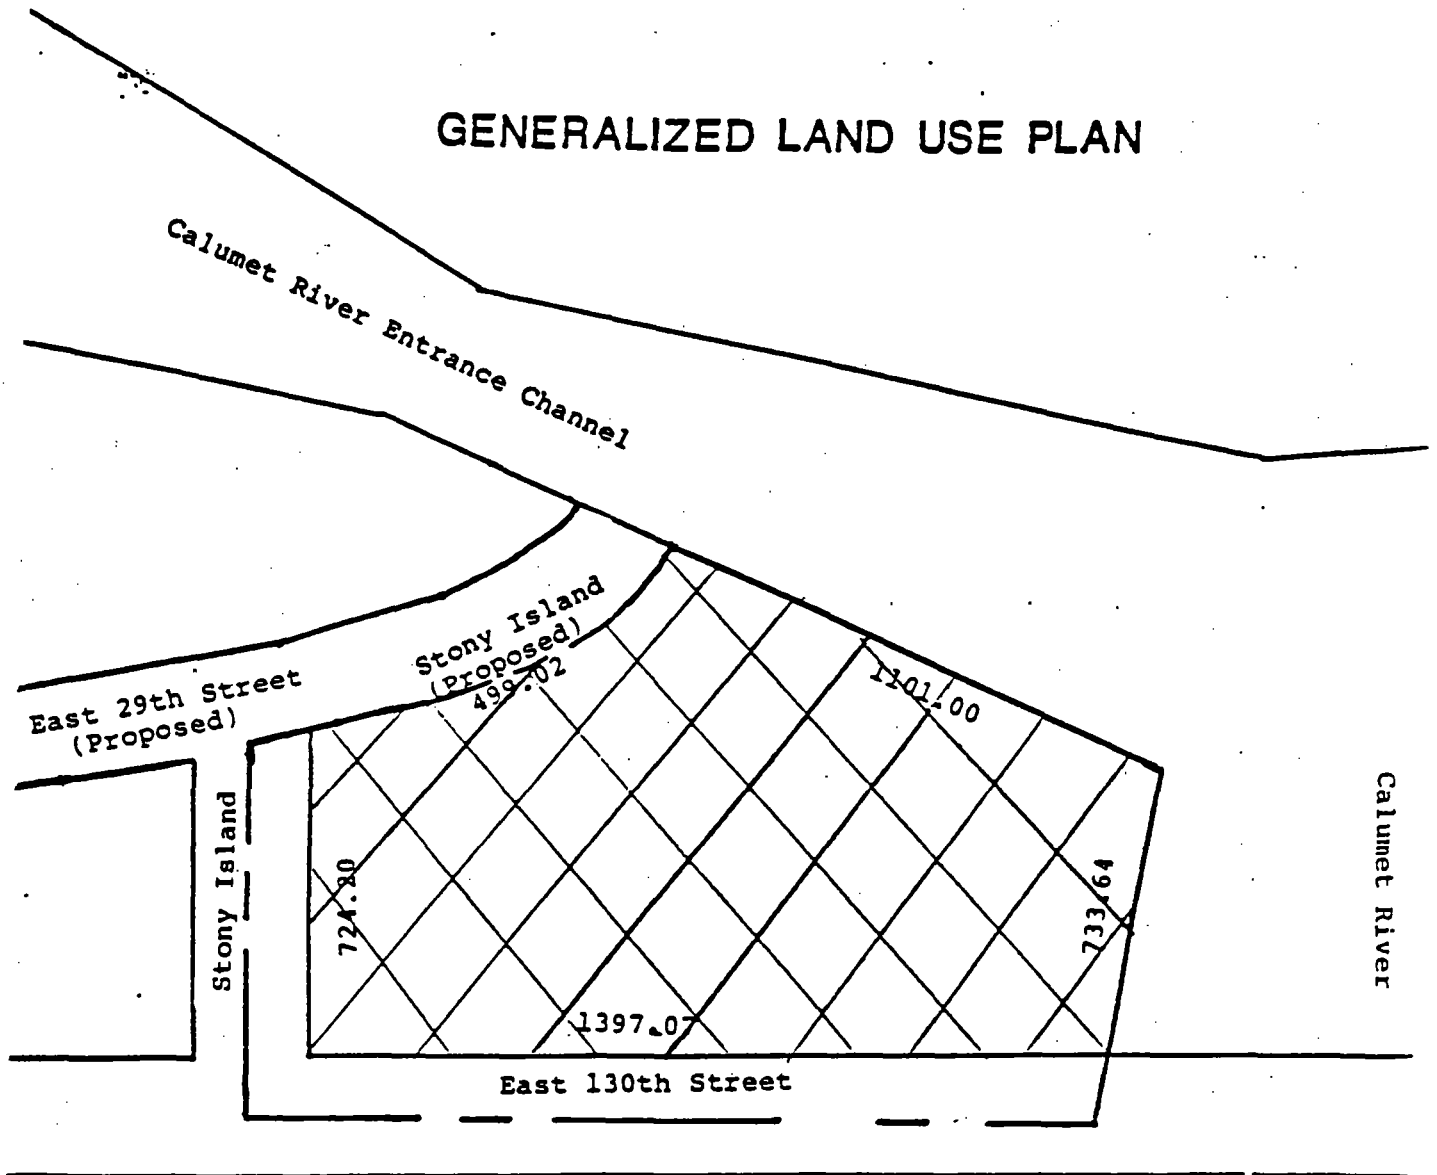 GENERALIZED LAND USE PLAN
Calumet River Entrance Channel
Stony Island
(Proposed)
499.02
East 29th Street
(Proposed)
1101.00
Stony Island
724.20
733.64
Calumet River
1397.07
East 130th Street